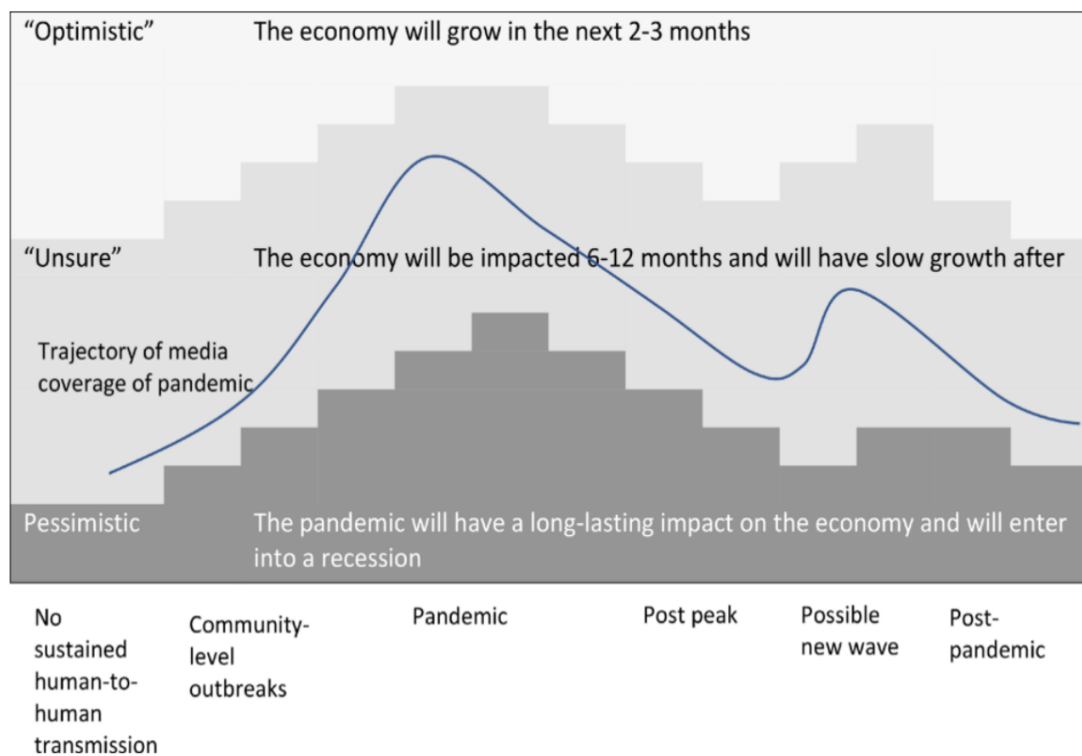 “Optimistic” The economy will grow in the next 2-3 months
“Unsure” The economy will be impacted 6-12 months and will have slow growth after
Trajectory of media
coverage of pandemic
Pessimistic The pandemic will have a long-lasting impact on the economy and will enter
into a recession
No
sustained
human-to-
human
transmission
Community-
level
outbreaks
Pandemic
Post peak
Possible
new wave
Post-
pandemic